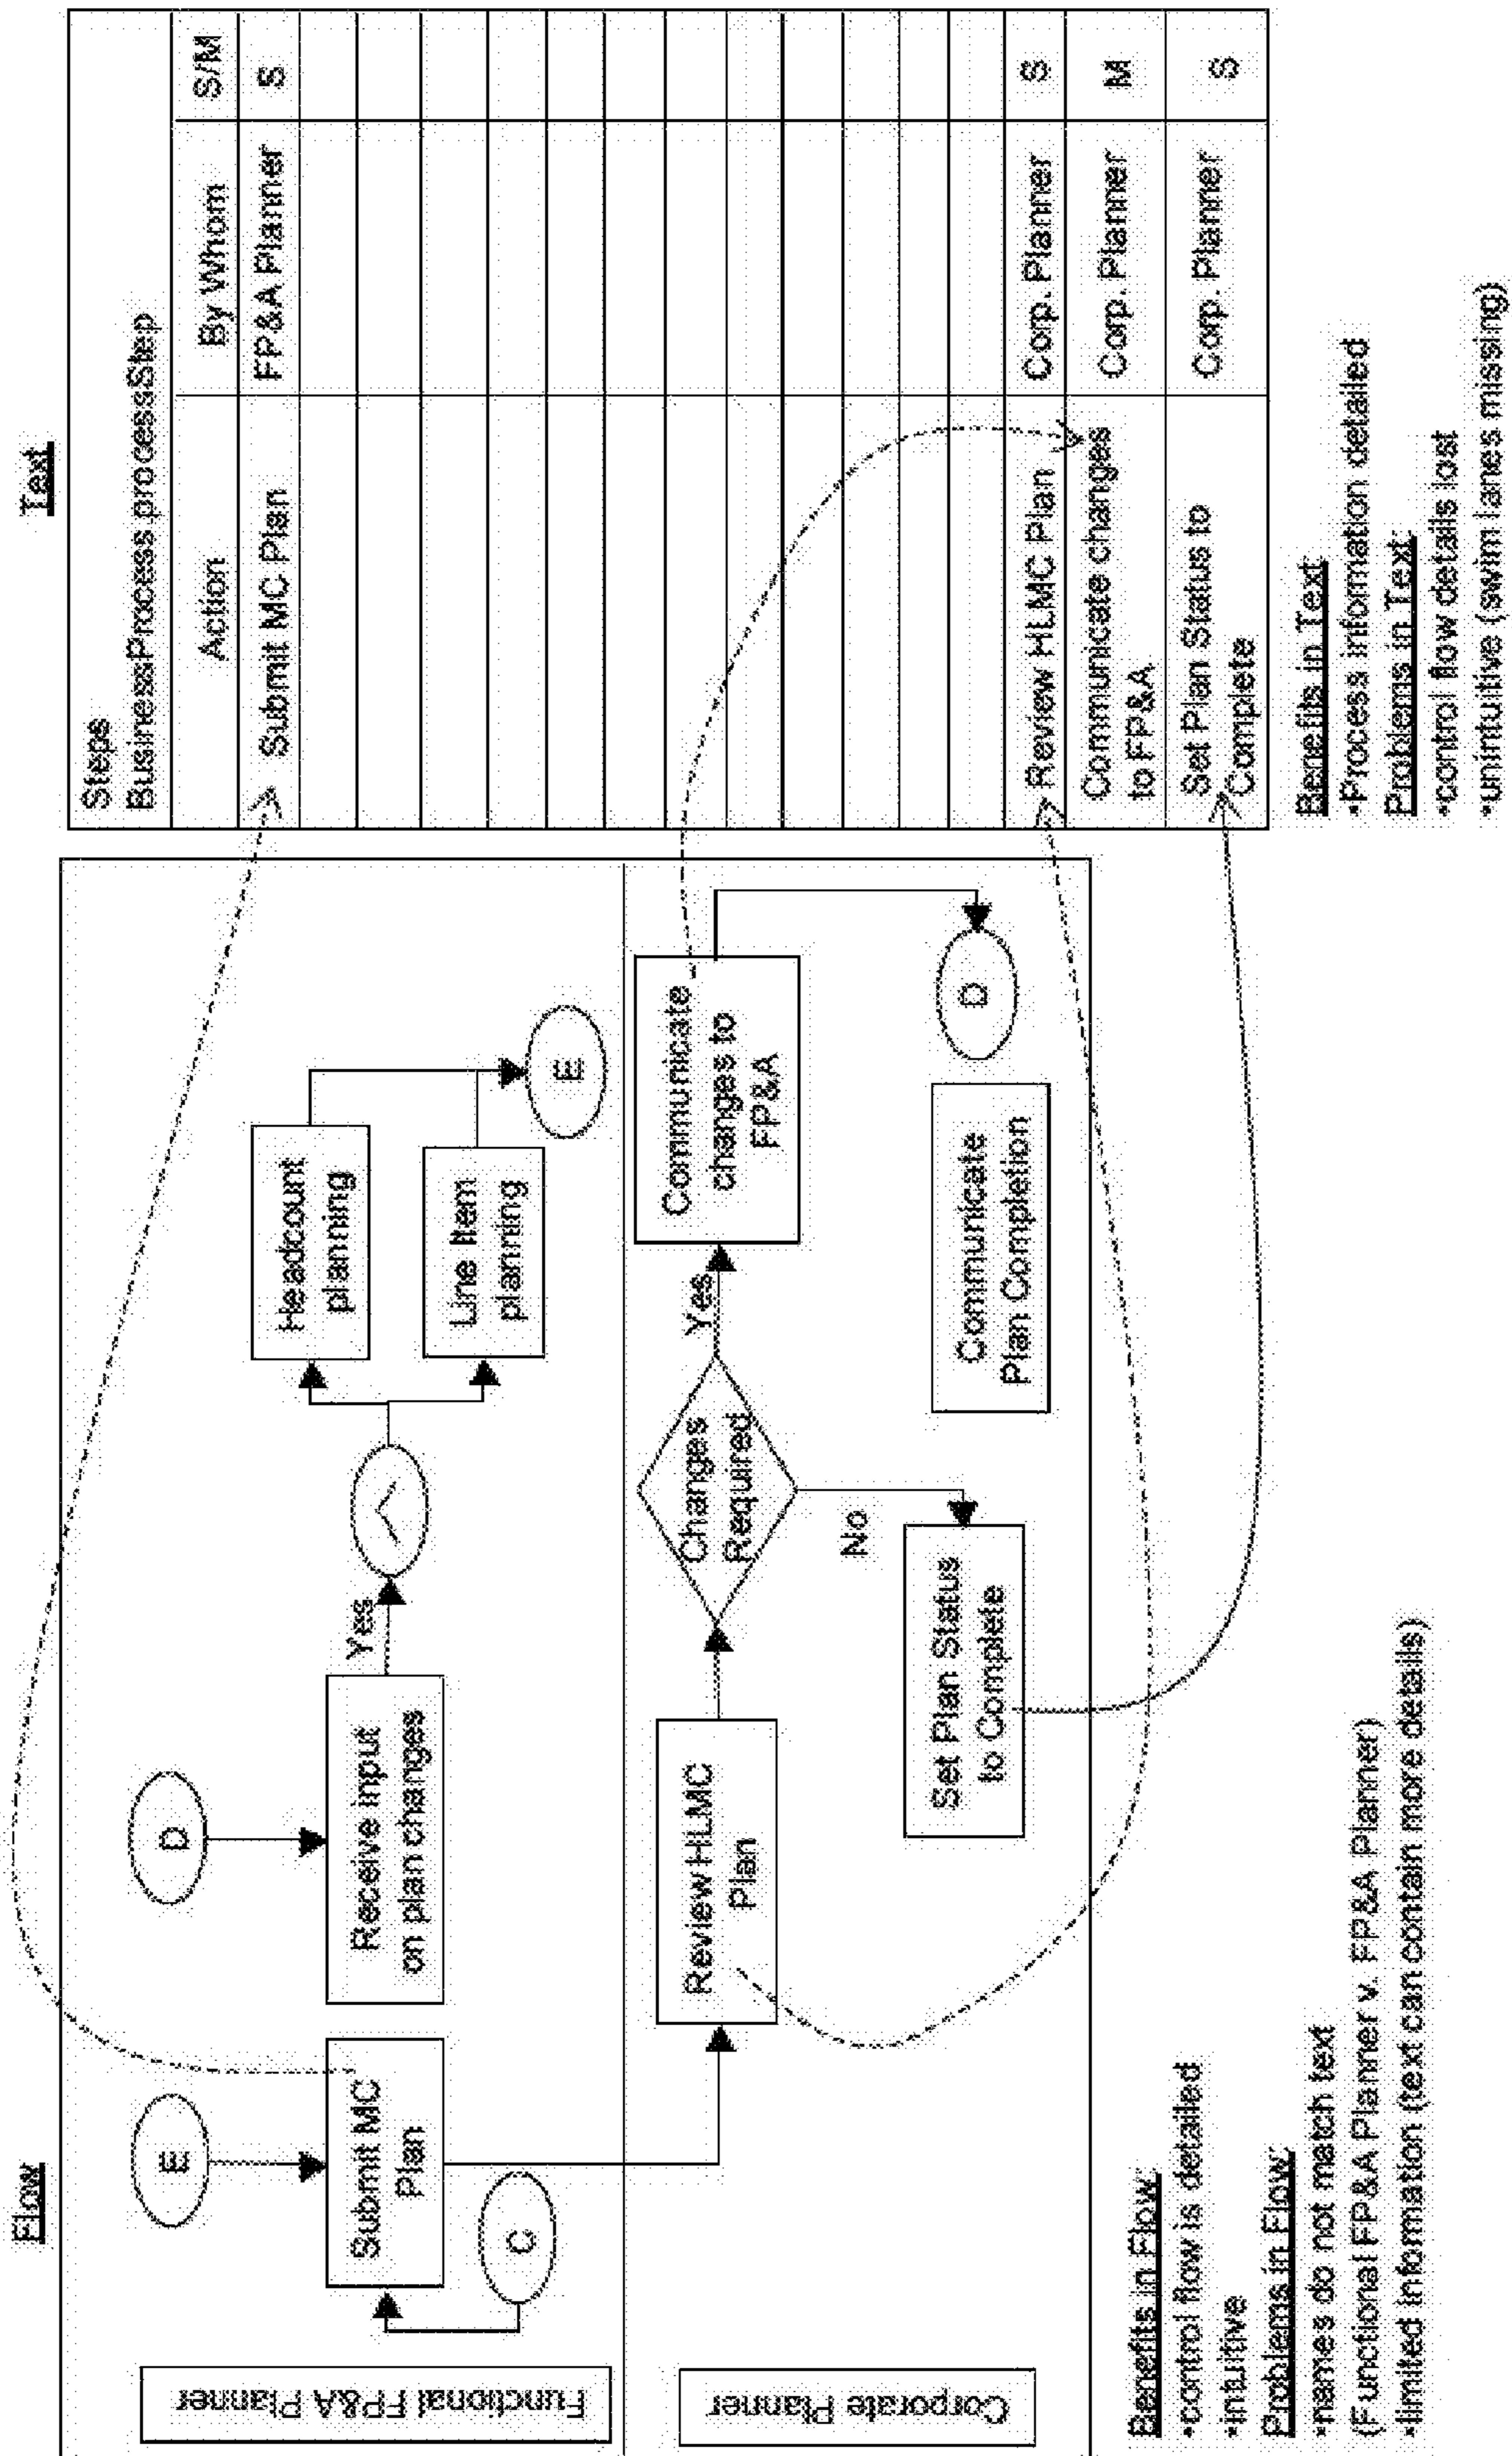 Flow
Functional FP&A Planner
E
C
Submit MC
Plan
D
Receive input
on plan changes
Yes
Headcount
planning
Line Item
planning
E
Corporate Planner
Review HLMC
Plan
Changes
Required
Yes
No
Set Plan Status
to Complete
Communicate
changes to
FP&A
Communicate
Plan Completion
D
Benefits in Flow:
•control flow is detailed
•intuitive
Problems in Flow:
•names do not match text
(Functional FP&A Planner v. FP&A Planner)
•limited information (text can contain more details)
Text
Steps
BusinessProcess.processStep
Action By Whom S/M
Submit MC Plan FP&A Planner S
Review HLMC Plan Corp. Planner S
Communicate changes
to FP&A Corp. Planner M
Set Plan Status to
Complete Corp. Planner S
Benefits in Text:
•Process information detailed
Problems in Text:
•control flow details lost
•unintuitive (swim lanes missing)